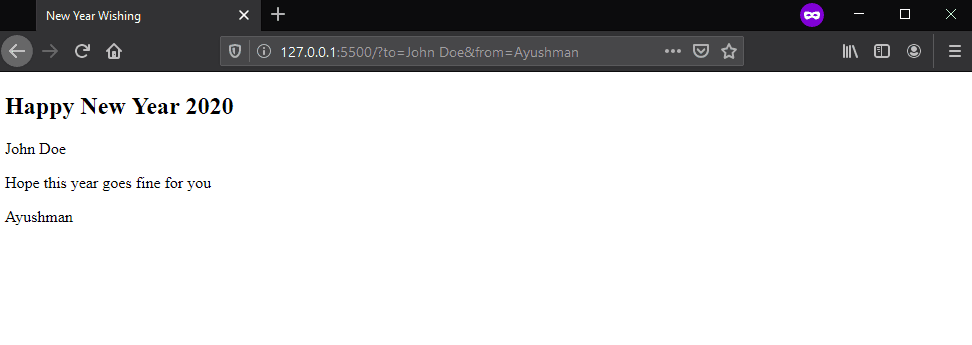 New Year Wishing
127.0.0.1:5500/?to=John Doe&from=Ayushman
Happy New Year 2020
John Doe
Hope this year goes fine for you
Ayushman